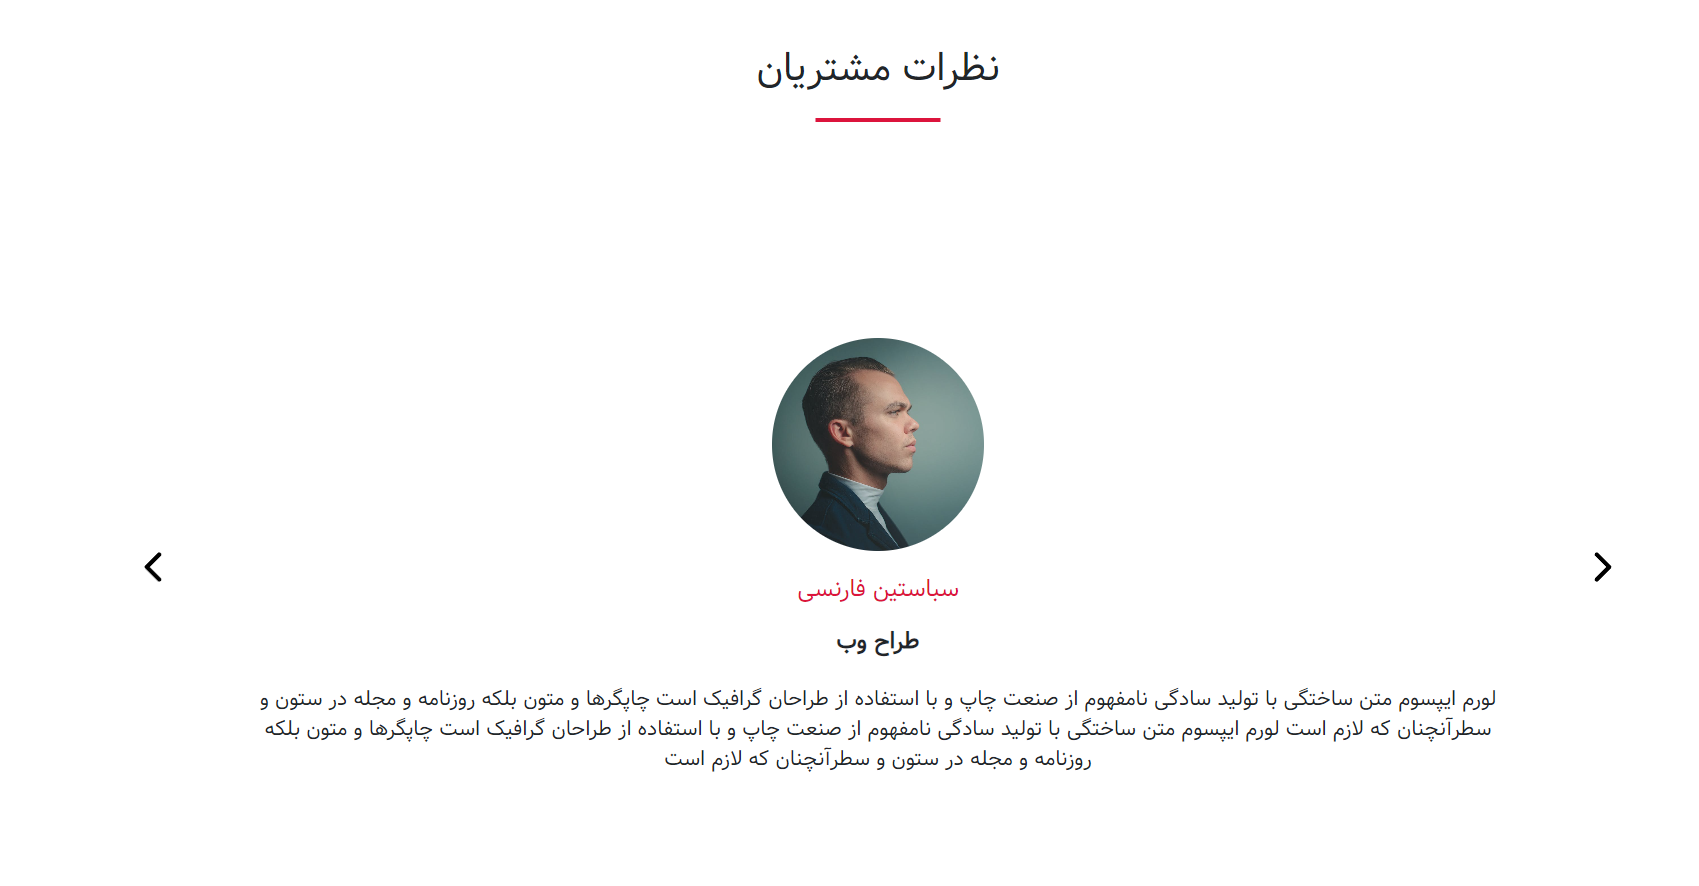 نظرات مشتریان
سباستین فارنسی
طراح وب
لورم ایپسوم متن ساختگی با تولید سادگی نامفهوم از صنعت چاپ و با استفاده از طراحان گرافیک است چاپگرها و متون بلکه روزنامه و مجله در ستون و
سطرآنچنان که لازم است لورم ایپسوم متن ساختگی با تولید سادگی نامفهوم از صنعت چاپ و با استفاده از طراحان گرافیک است چاپگرها و متون بلکه
روزنامه و مجله در ستون و سطرآنچنان که لازم است